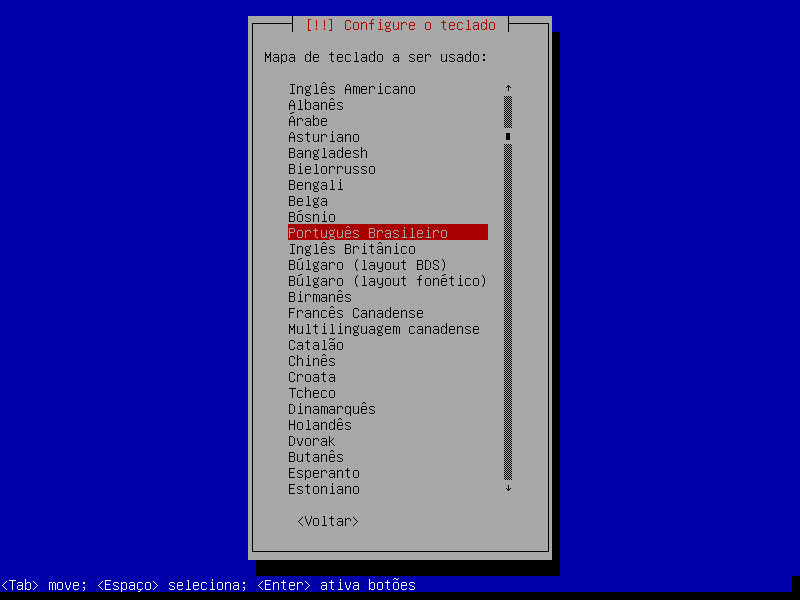 [!!] Configure o teclado
Mapa de teclado a ser usado:
Inglês Americano
Albanês
Árabe
Asturiano
Bangladesh
Bielorrusso
Bengali
Belga
Bósnio
Português Brasileiro
Inglês Britânico
Búlgaro (layout BDS)
Búlgaro (layout fonético)
Birmanês
Francês Canadense
Multilinguagem canadense
Catalão
Chinês
Croata
Tcheco
Dinamarquês
Holandês
Dvorak
Butanês
Esperanto
Estoniano
<Voltar>
<Tab> move; <Espaço> seleciona; <Enter> ativa botões